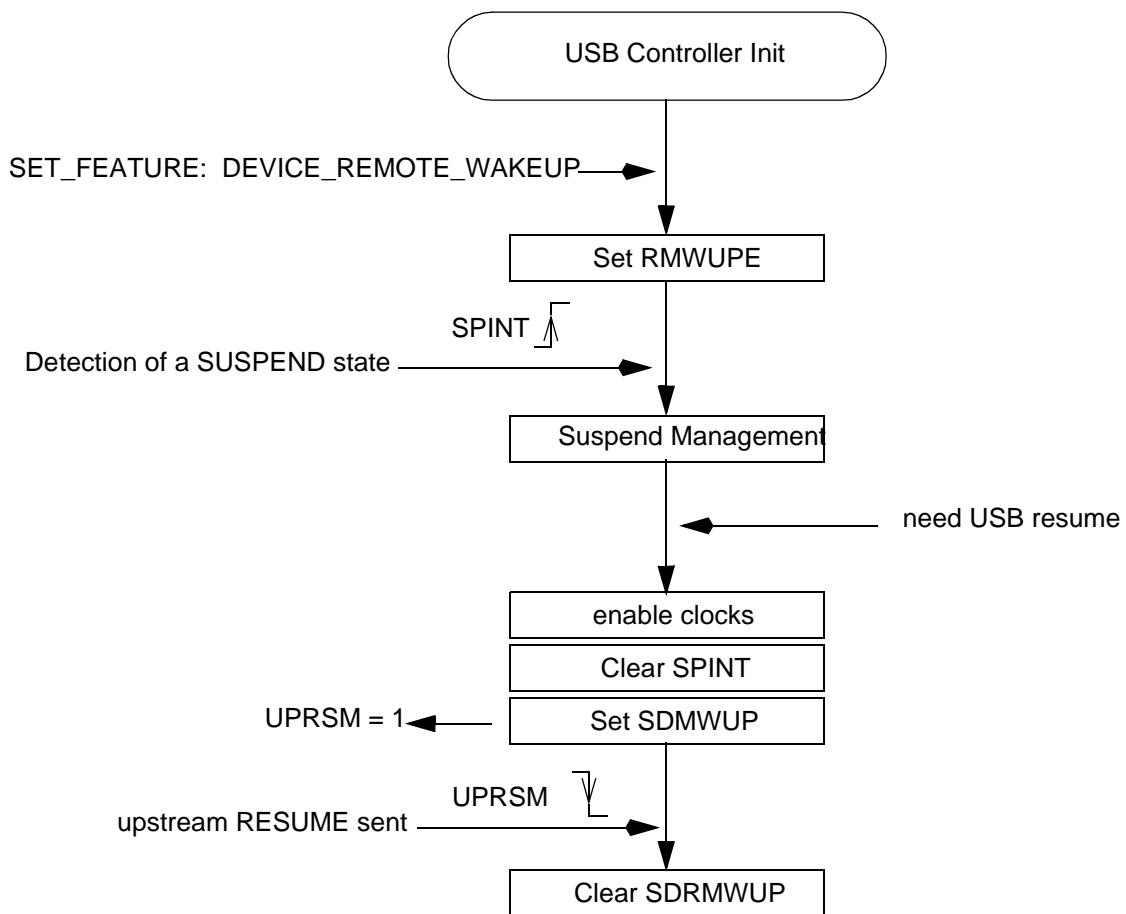 USB Controller Init
SET_FEATURE: DEVICE_REMOTE_WAKEUP
Set RMWUPE
SPINT
Detection of a SUSPEND state
Suspend Management
need USB resume
enable clocks
Clear SPINT
Set SDMWUP
UPRSM = 1
UPRSM
upstream RESUME sent
Clear SDRMWUP